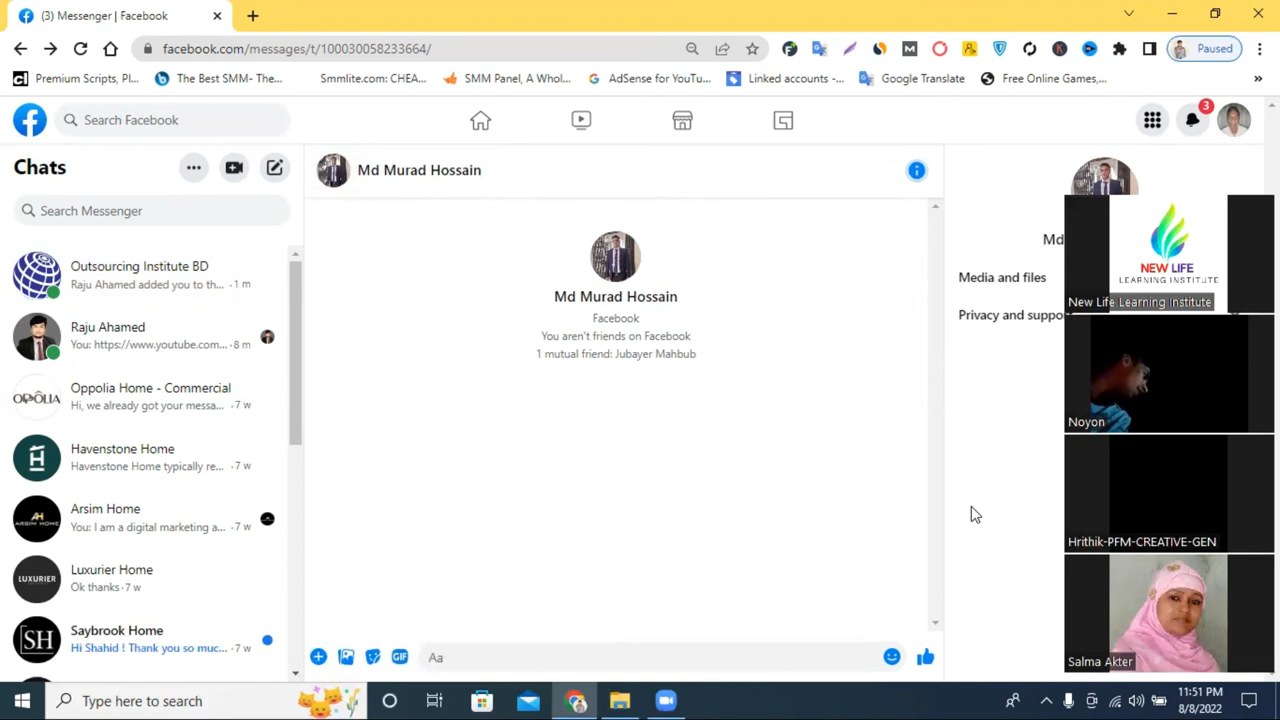 (3) Messenger | Facebook
facebook.com/messages/t/100030058233664/
Paused
Premium Scripts, Pl...
The Best SMM- The...
Smmlite.com: CHEA...
SMM Panel, A Whol...
AdSense for YouTu...
Linked accounts -...
Google Translate
Free Online Games,...
Search Facebook
3
Chats
Search Messenger
Outsourcing Institute BD
Raju Ahamed added you to th... · 1 m
Raju Ahamed
You: https://www.youtube.com... · 8 m
Oppolia Home - Commercial
Hi, we already got your messa... · 7 w
OPPOLIA
Havenstone Home
Havenstone Home typically re... · 7 w
Arsim Home
You: I am a digital marketing a... · 7 w
ARSIM HOME
Luxurier Home
Ok thanks · 7 w
LUXURIER
Saybrook Home
Hi Shahid ! Thank you so muc... · 7 w
SH
Md Murad Hossain
Md Murad Hossain
Facebook
You aren't friends on Facebook
1 mutual friend: Jubayer Mahbub
GIF
Aa
Md
Media and files
Privacy and suppo
NEW LIFE
LEARNING INSTITUTE
New Life Learning Institute
Noyon
Hrithik-PFM-CREATIVE-GEN
Salma Akter
Type here to search
11:51 PM
8/8/2022